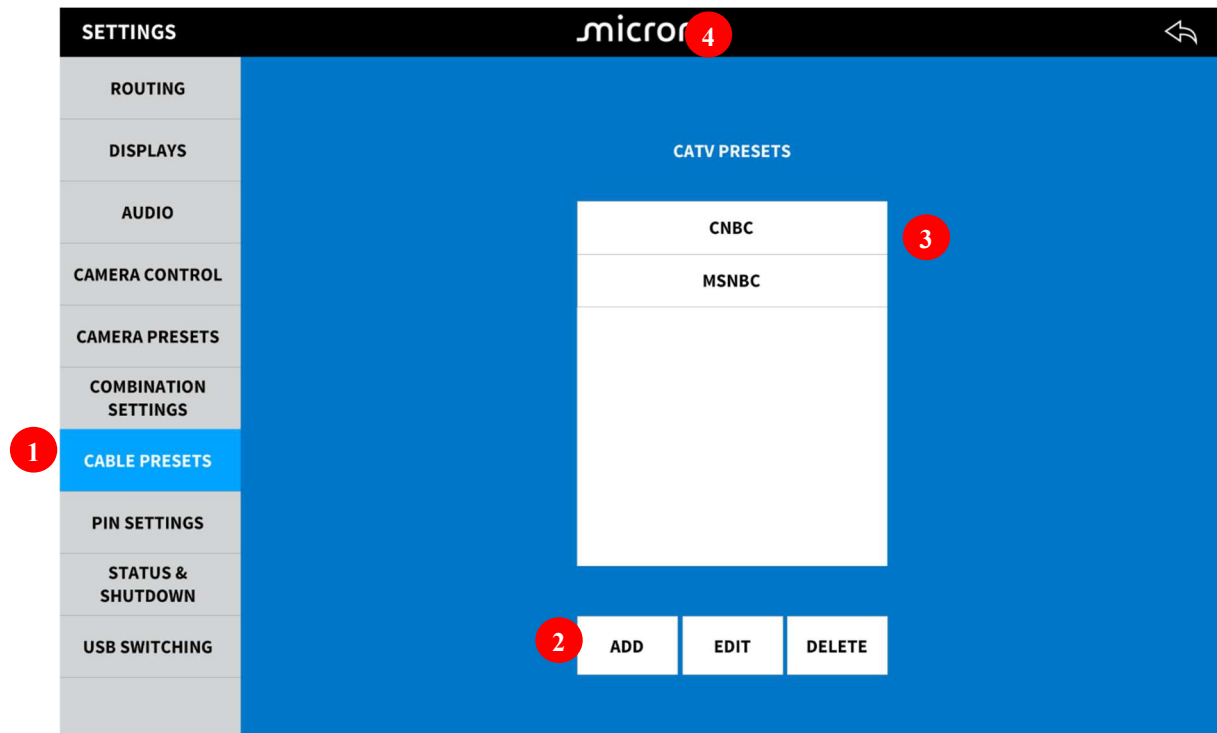 SETTINGS
micron
4
ROUTING
DISPLAYS
AUDIO
CAMERA CONTROL
CAMERA PRESETS
COMBINATION
SETTINGS
1
CABLE PRESETS
PIN SETTINGS
STATUS &
SHUTDOWN
USB SWITCHING
CATV PRESETS
CNBC
3
MSNBC
2
ADD
EDIT
DELETE